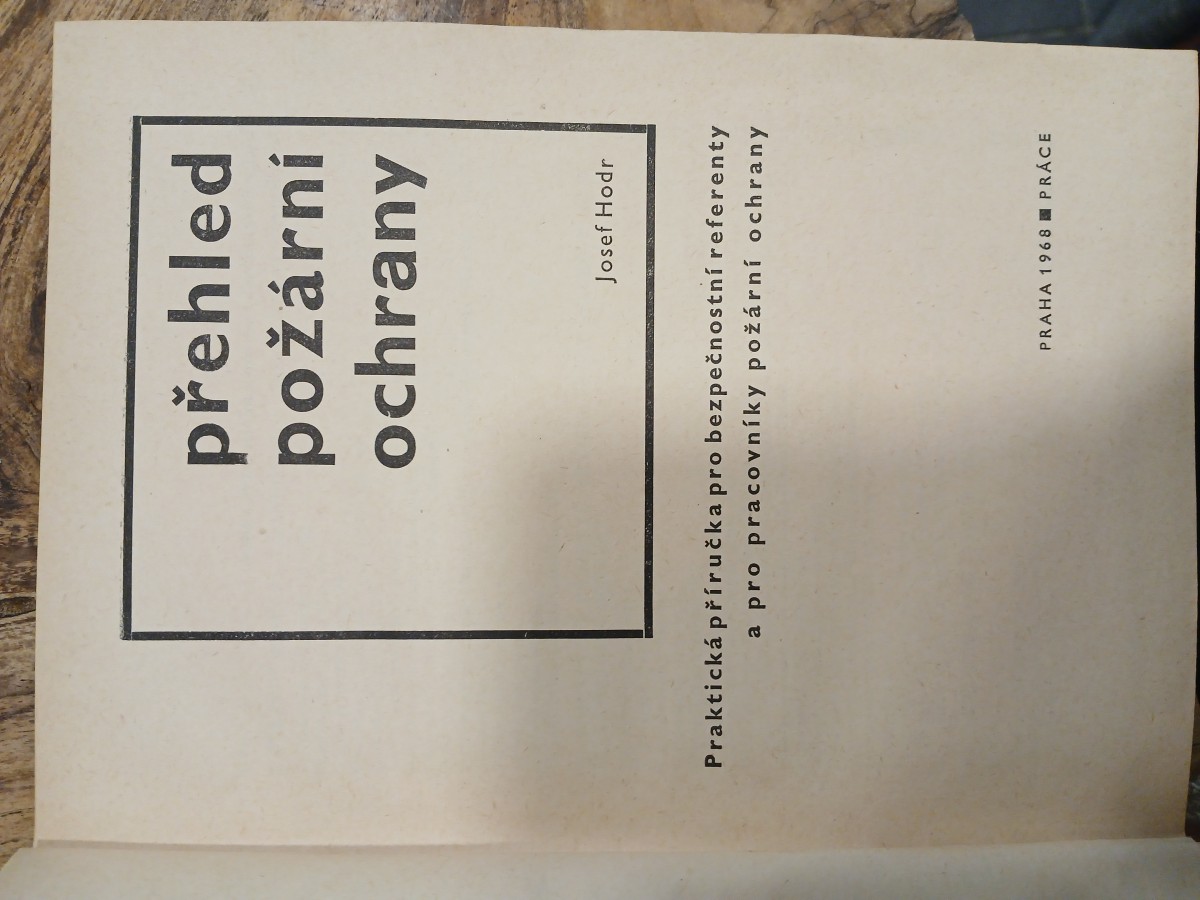 přehled
požární
ochrany
Josef Hodr
Praktická příručka pro bezpečnostní referenty
a pro pracovníky požární ochrany
PRAHA 1968 ■ PRÁCE